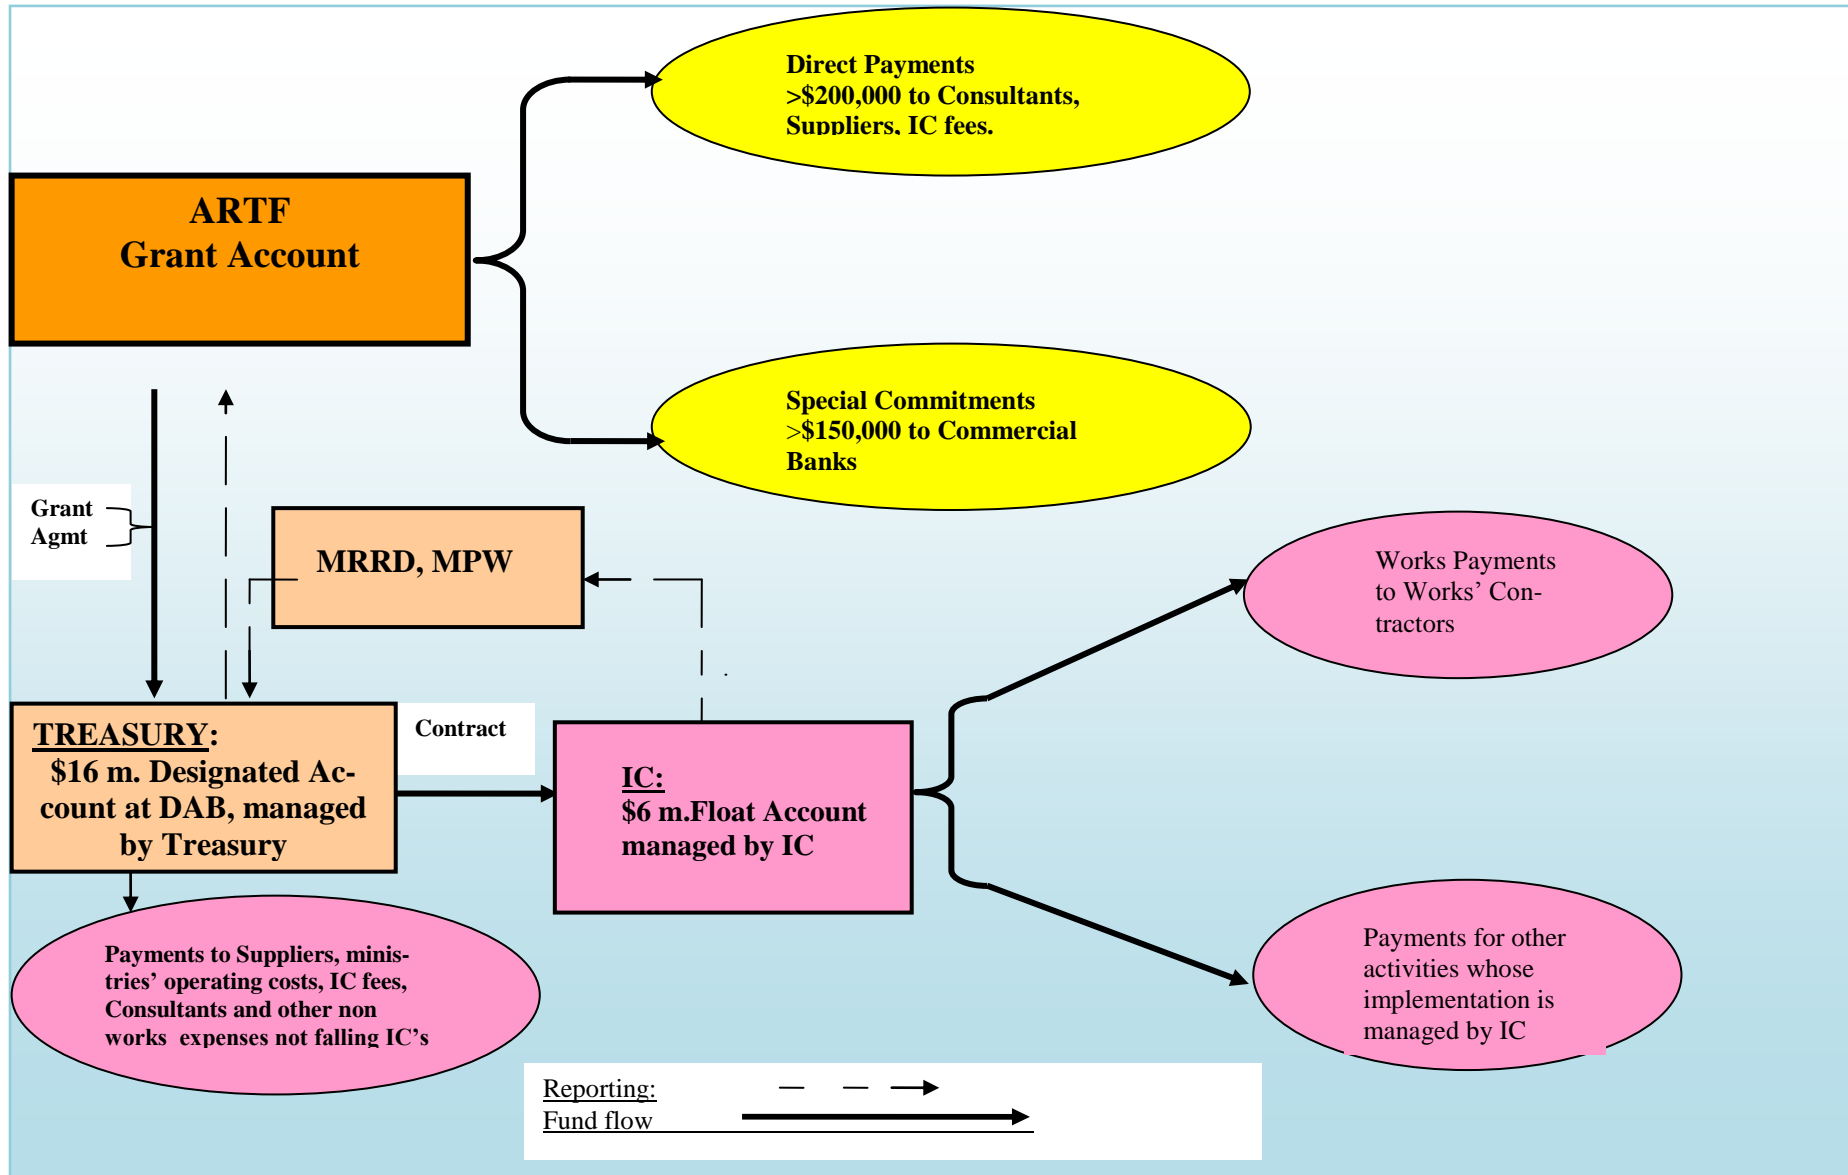 Direct Payments
>$200,000 to Consultants,
Suppliers, IC fees.
ARTF
Grant Account
Special Commitments
>$150,000 to Commercial
Banks
Grant
Agmt
MRRD, MPW
Works Payments
to Works’ Con-
tractors
TREASURY:
$16 m. Designated Ac-
count at DAB, managed
by Treasury
Contract
IC:
$6 m.Float Account
managed by IC
Payments to Suppliers, minis-
tries’ operating costs, IC fees,
Consultants and other non
works  expenses not falling IC’s
Payments for other
activities whose
implementation is
managed by IC
Reporting:
Fund flow